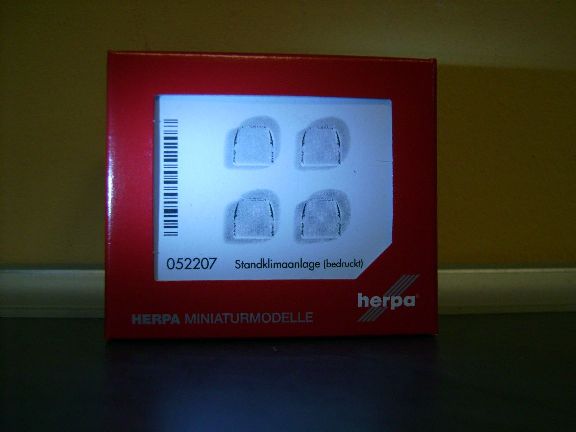 052207 Standklimaanlage (bedruckt)
herpa
HERPA MINIATURMODELLE